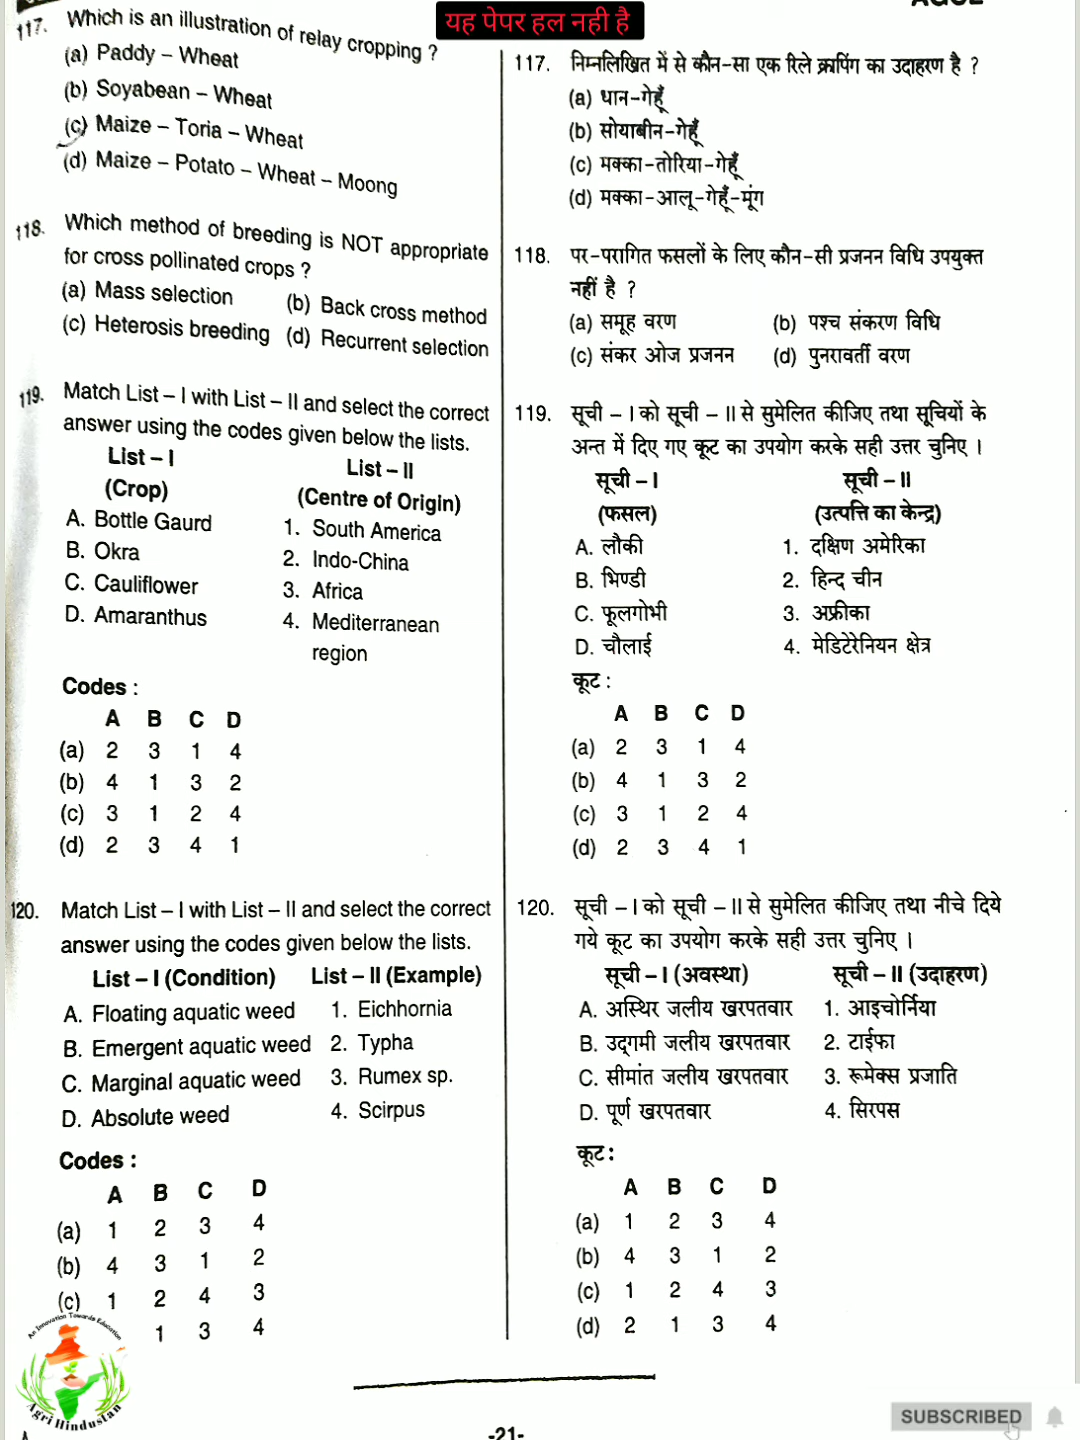 यह पेपर हल नही है
117. Which is an illustration of relay cropping ?
(a) Paddy – Wheat
(b) Soyabean – Wheat
(c) Maize – Toria – Wheat
(d) Maize – Potato – Wheat – Moong
118. Which method of breeding is NOT appropriate
for cross pollinated crops ?
(a) Mass selection (b) Back cross method
(c) Heterosis breeding (d) Recurrent selection
119. Match List – I with List – II and select the correct
answer using the codes given below the lists.
List – I List – II
(Crop) (Centre of Origin)
A. Bottle Gaurd 1. South America
B. Okra 2. Indo-China
C. Cauliflower 3. Africa
D. Amaranthus 4. Mediterranean
region
Codes :
A B C D
(a) 2 3 1 4
(b) 4 1 3 2
(c) 3 1 2 4
(d) 2 3 4 1
120. Match List – I with List – II and select the correct
answer using the codes given below the lists.
List – I (Condition) List – II (Example)
A. Floating aquatic weed 1. Eichhornia
B. Emergent aquatic weed 2. Typha
C. Marginal aquatic weed 3. Rumex sp.
D. Absolute weed 4. Scirpus
Codes :
A B C D
(a) 1 2 3 4
(b) 4 3 1 2
(c) 1 2 4 3
1 3 4
An Innovation Towards Education
Agri Hindustan
117. निम्नलिखित में से कौन-सा एक रिले क्रापिंग का उदाहरण है ?
(a) धान-गेहूँ
(b) सोयाबीन-गेहूँ
(c) मक्का-तोरिया-गेहूँ
(d) मक्का-आलू-गेहूँ-मूंग
118. पर-परागित फसलों के लिए कौन-सी प्रजनन विधि उपयुक्त
नहीं है ?
(a) समूह वरण (b) पश्च संकरण विधि
(c) संकर ओज प्रजनन (d) पुनरावर्ती वरण
119. सूची – I को सूची – II से सुमेलित कीजिए तथा सूचियों के
अन्त में दिए गए कूट का उपयोग करके सही उत्तर चुनिए ।
सूची – I सूची – II
(फसल) (उत्पत्ति का केन्द्र)
A. लौकी 1. दक्षिण अमेरिका
B. भिण्डी 2. हिन्द चीन
C. फूलगोभी 3. अफ्रीका
D. चौलाई 4. मेडिटेरेनियन क्षेत्र
कूट :
A B C D
(a) 2 3 1 4
(b) 4 1 3 2
(c) 3 1 2 4
(d) 2 3 4 1
120. सूची – I को सूची – II से सुमेलित कीजिए तथा नीचे दिये
गये कूट का उपयोग करके सही उत्तर चुनिए ।
सूची – I (अवस्था) सूची – II (उदाहरण)
A. अस्थिर जलीय खरपतवार 1. आइचोर्निया
B. उद्गमी जलीय खरपतवार 2. टाईफा
C. सीमांत जलीय खरपतवार 3. रूमेक्स प्रजाति
D. पूर्ण खरपतवार 4. सिरपस
कूट :
A B C D
(a) 1 2 3 4
(b) 4 3 1 2
(c) 1 2 4 3
(d) 2 1 3 4
-21-
SUBSCRIBED